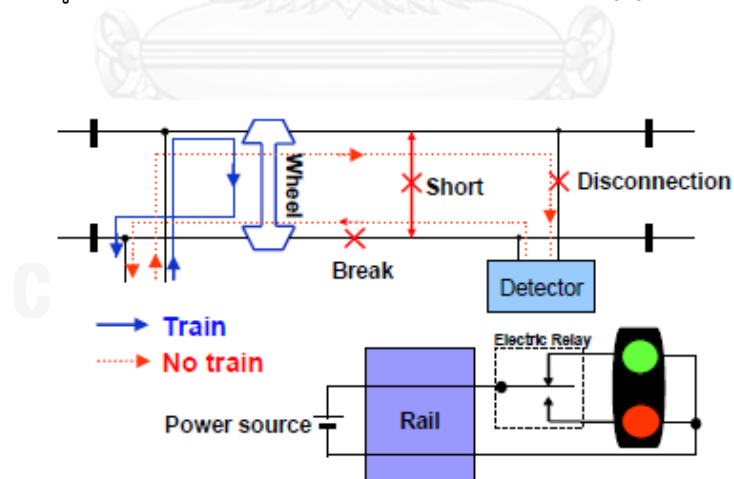 Wheel
Short
Disconnection
Break
Detector
Train
No train
Electric Relay
Power source
Rail